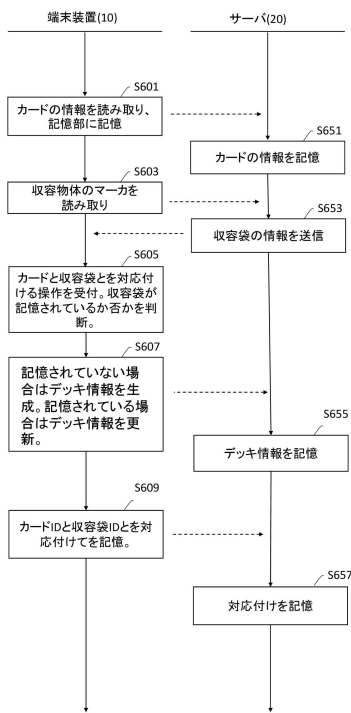 端末装置(10)
サーバ(20)
S601
カードの情報を読み取り、
記憶部に記憶
S651
カードの情報を記憶
S603
収容物体のマーカを
読み取り
S653
収容袋の情報を送信
S605
カードと収容袋とを対応付
ける操作を受付。収容袋が
記憶されているか否かを判
断。
S607
記憶されていない場
合はデッキ情報を生
成。記憶されている場
合はデッキ情報を更
新。
S655
デッキ情報を記憶
S609
カードIDと収容袋IDとを対
応付けてを記憶。
S657
対応付けを記憶